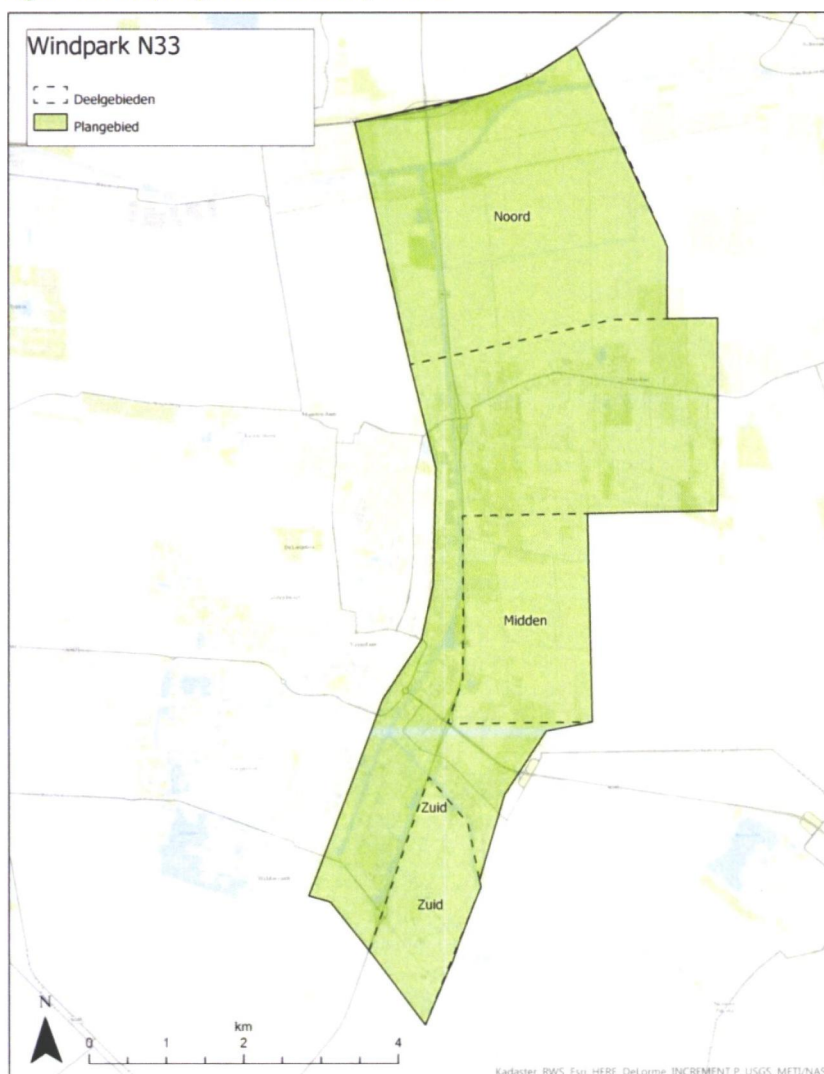 Windpark N33
Deelgebieden
Plangebied
Noord
Midden
Zuid
Zuid
N
km
0 1 2 4
Kadaster, RWS, Esri, HERE, DeLorme, INCREMENT P, USGS, METI/NAS